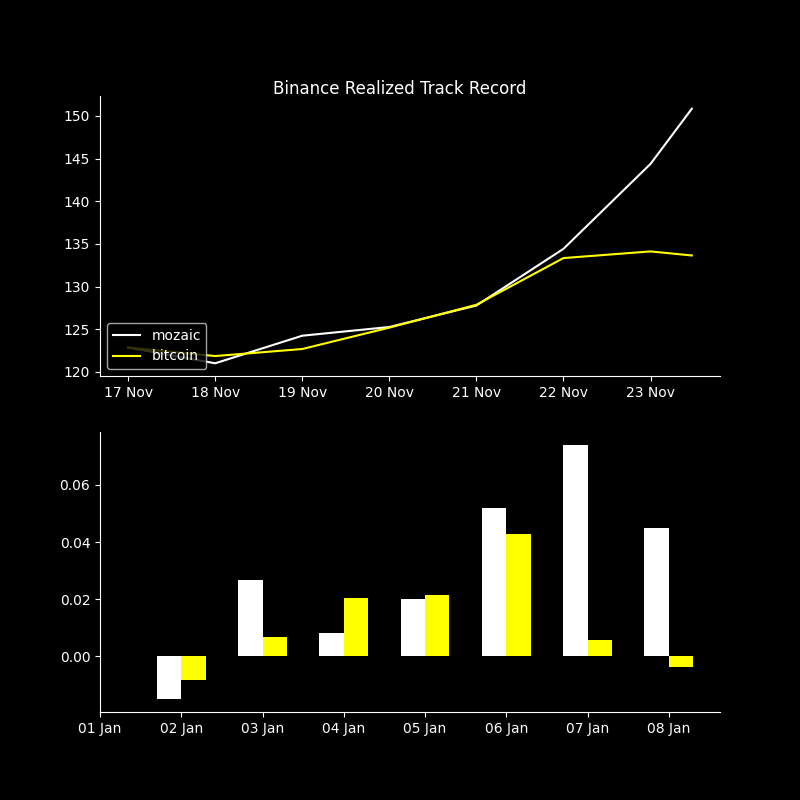 Binance Realized Track Record
150
145
140
135
130
125
120
mozaic
bitcoin
17 Nov 18 Nov 19 Nov 20 Nov 21 Nov 22 Nov 23 Nov
0.06
0.04
0.02
0.00
01 Jan 02 Jan 03 Jan 04 Jan 05 Jan 06 Jan 07 Jan 08 Jan